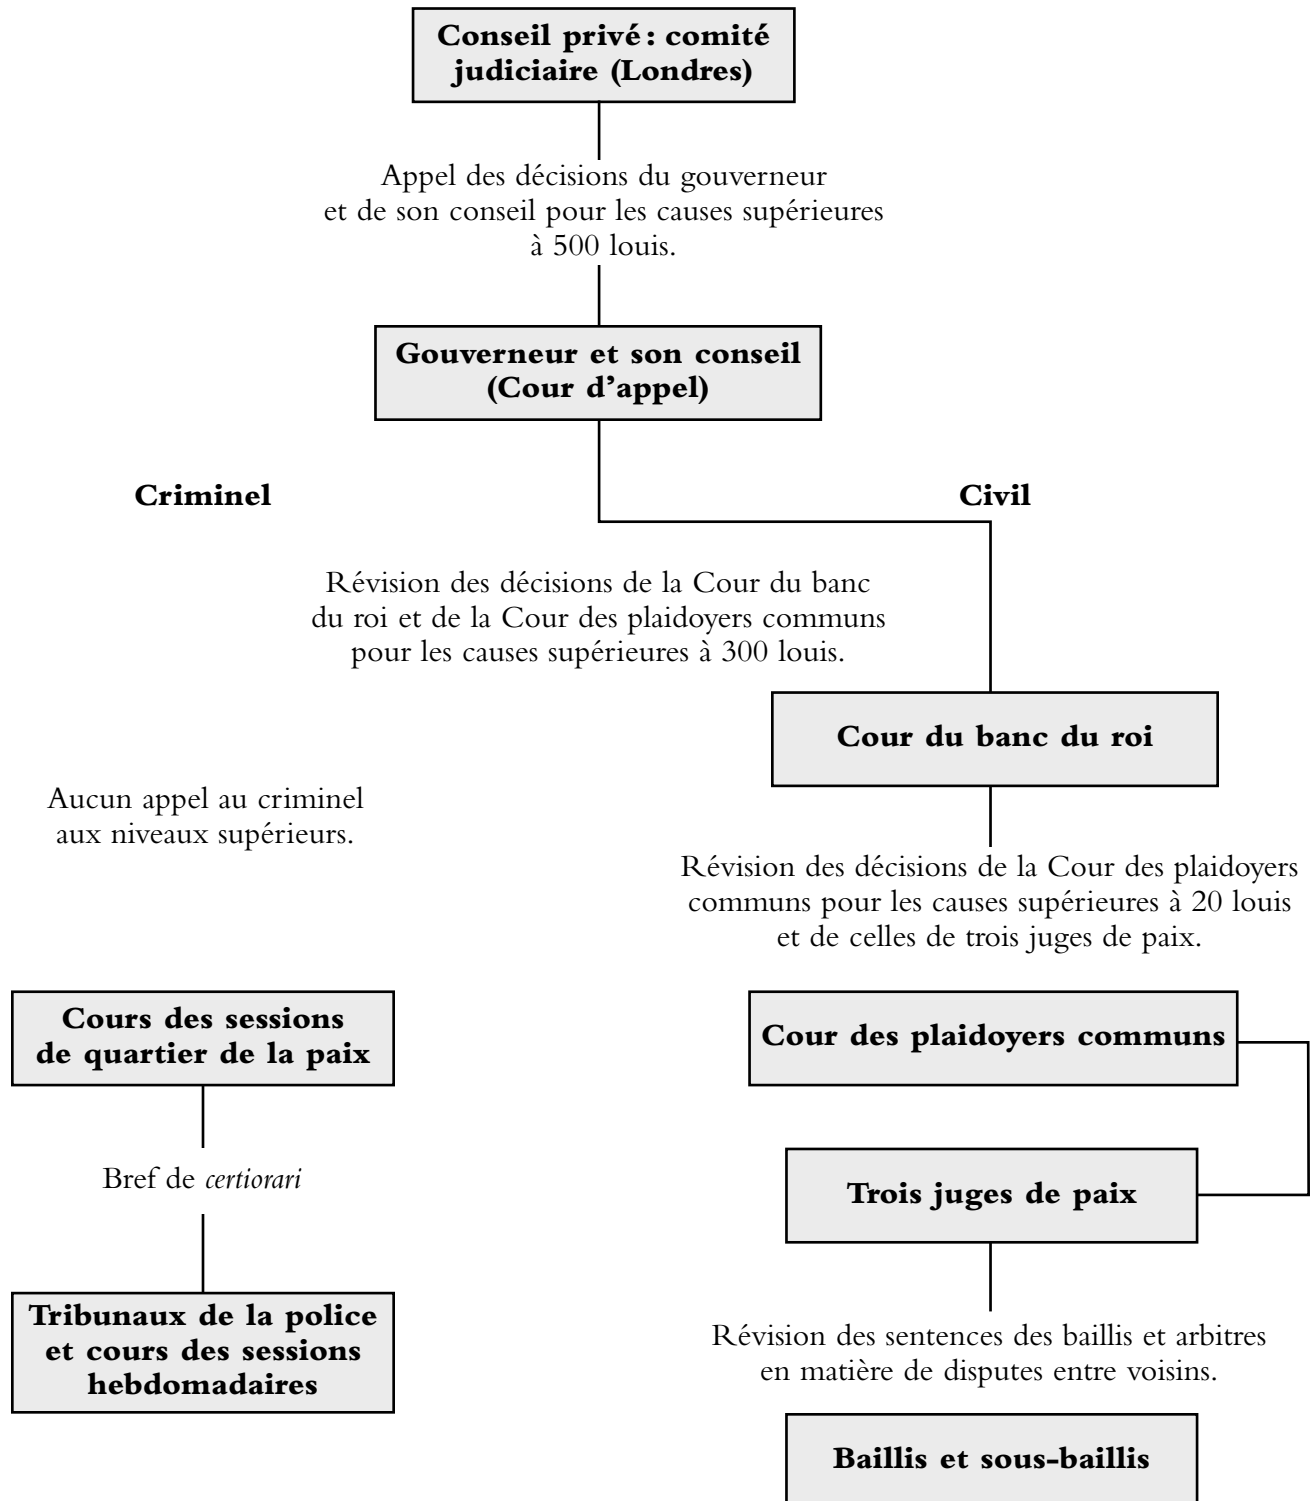 Conseil privé : comité
judiciaire (Londres)
Appel des décisions du gouverneur
et de son conseil pour les causes supérieures
à 500 louis.
Gouverneur et son conseil
(Cour d’appel)
Criminel
Civil
Révision des décisions de la Cour du banc
du roi et de la Cour des plaidoyers communs
pour les causes supérieures à 300 louis.
Cour du banc du roi
Aucun appel au criminel
aux niveaux supérieurs.
Révision des décisions de la Cour des plaidoyers
communs pour les causes supérieures à 20 louis
et de celles de trois juges de paix.
Cours des sessions
de quartier de la paix
Cour des plaidoyers communs
Bref de certiorari
Trois juges de paix
Tribunaux de la police
et cours des sessions
hebdomadaires
Révision des sentences des baillis et arbitres
en matière de disputes entre voisins.
Baillis et sous-baillis